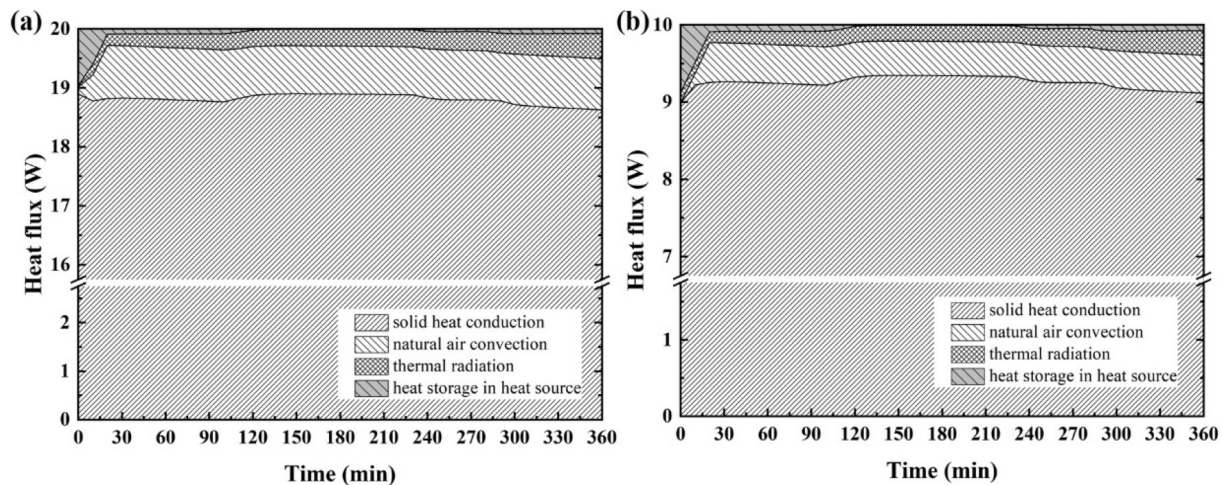 (a)
Heat flux (W)
20
19
18
17
16
2
1
0
solid heat conduction
natural air convection
thermal radiation
heat storage in heat source
0 30 60 90 120 150 180 210 240 270 300 330 360
Time (min)
(b)
Heat flux (W)
10
9
8
7
1
0
solid heat conduction
natural air convection
thermal radiation
heat storage in heat source
0 30 60 90 120 150 180 210 240 270 300 330 360
Time (min)